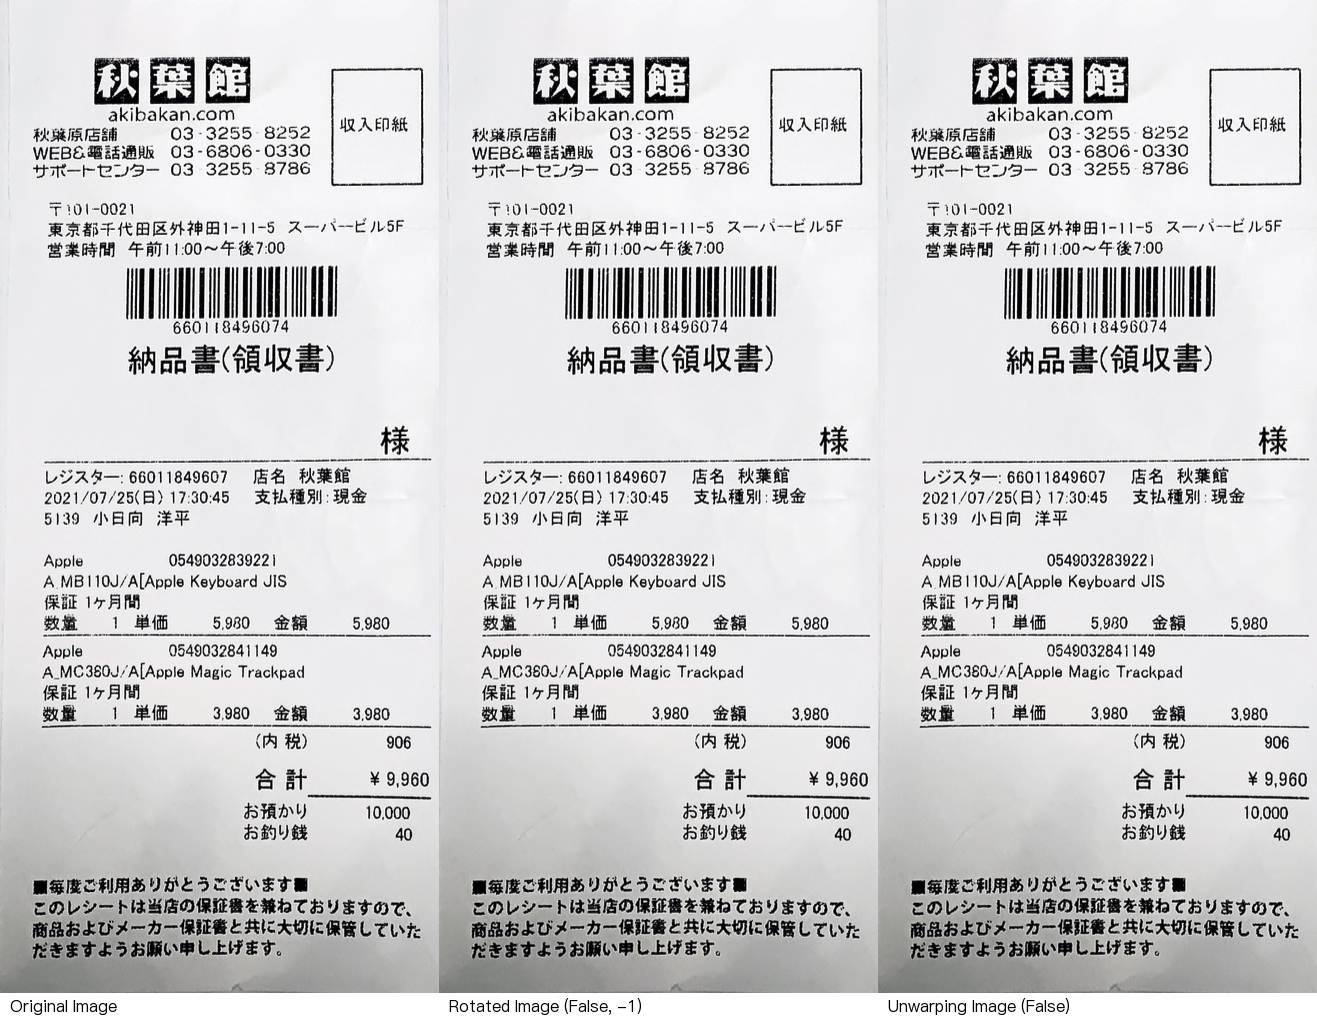 秋葉館
akibakan.com
収入印紙
秋葉原店舗 03-3255-8252
WEB&電話通販 03-6806-0330
サポートセンター 03-3255-8786
〒101-0021
東京都千代田区外神田1-11-5 スーパービル5F
営業時間 午前11:00～午後7:00
660118496074
納品書(領収書)
様
レジスター: 66011849607 店名 秋葉館
2021/07/25(日) 17:30:45 支払種別:現金
5139 小日向 洋平
Apple 0549032839221
A_MB110J/A[Apple Keyboard JIS
保証 1ヶ月間
数量 1 単価 5,980 金額 5,980
Apple 0549032841149
A_MC380J/A[Apple Magic Trackpad
保証 1ヶ月間
数量 1 単価 3,980 金額 3,980
(内 税) 906
合 計 ¥ 9,960
お預かり 10,000
お釣り銭 40
■毎度ご利用ありがとうございます■
このレシートは当店の保証書を兼ねておりますので、
商品およびメーカー保証書と共に大切に保管していた
だきますようお願い申し上げます。
Original Image
秋葉館
akibakan.com
収入印紙
秋葉原店舗 03-3255-8252
WEB&電話通販 03-6806-0330
サポートセンター 03-3255-8786
〒101-0021
東京都千代田区外神田1-11-5 スーパービル5F
営業時間 午前11:00～午後7:00
660118496074
納品書(領収書)
様
レジスター: 66011849607 店名 秋葉館
2021/07/25(日) 17:30:45 支払種別:現金
5139 小日向 洋平
Apple 0549032839221
A_MB110J/A[Apple Keyboard JIS
保証 1ヶ月間
数量 1 単価 5,980 金額 5,980
Apple 0549032841149
A_MC380J/A[Apple Magic Trackpad
保証 1ヶ月間
数量 1 単価 3,980 金額 3,980
(内 税) 906
合 計 ¥ 9,960
お預かり 10,000
お釣り銭 40
■毎度ご利用ありがとうございます■
このレシートは当店の保証書を兼ねておりますので、
商品およびメーカー保証書と共に大切に保管していた
だきますようお願い申し上げます。
Rotated Image (False, -1)
秋葉館
akibakan.com
収入印紙
秋葉原店舗 03-3255-8252
WEB&電話通販 03-6806-0330
サポートセンター 03-3255-8786
〒101-0021
東京都千代田区外神田1-11-5 スーパービル5F
営業時間 午前11:00～午後7:00
660118496074
納品書(領収書)
様
レジスター: 66011849607 店名 秋葉館
2021/07/25(日) 17:30:45 支払種別:現金
5139 小日向 洋平
Apple 0549032839221
A_MB110J/A[Apple Keyboard JIS
保証 1ヶ月間
数量 1 単価 5,980 金額 5,980
Apple 0549032841149
A_MC380J/A[Apple Magic Trackpad
保証 1ヶ月間
数量 1 単価 3,980 金額 3,980
(内 税) 906
合 計 ¥ 9,960
お預かり 10,000
お釣り銭 40
■毎度ご利用ありがとうございます■
このレシートは当店の保証書を兼ねておりますので、
商品およびメーカー保証書と共に大切に保管していた
だきますようお願い申し上げます。
Unwarping Image (False)